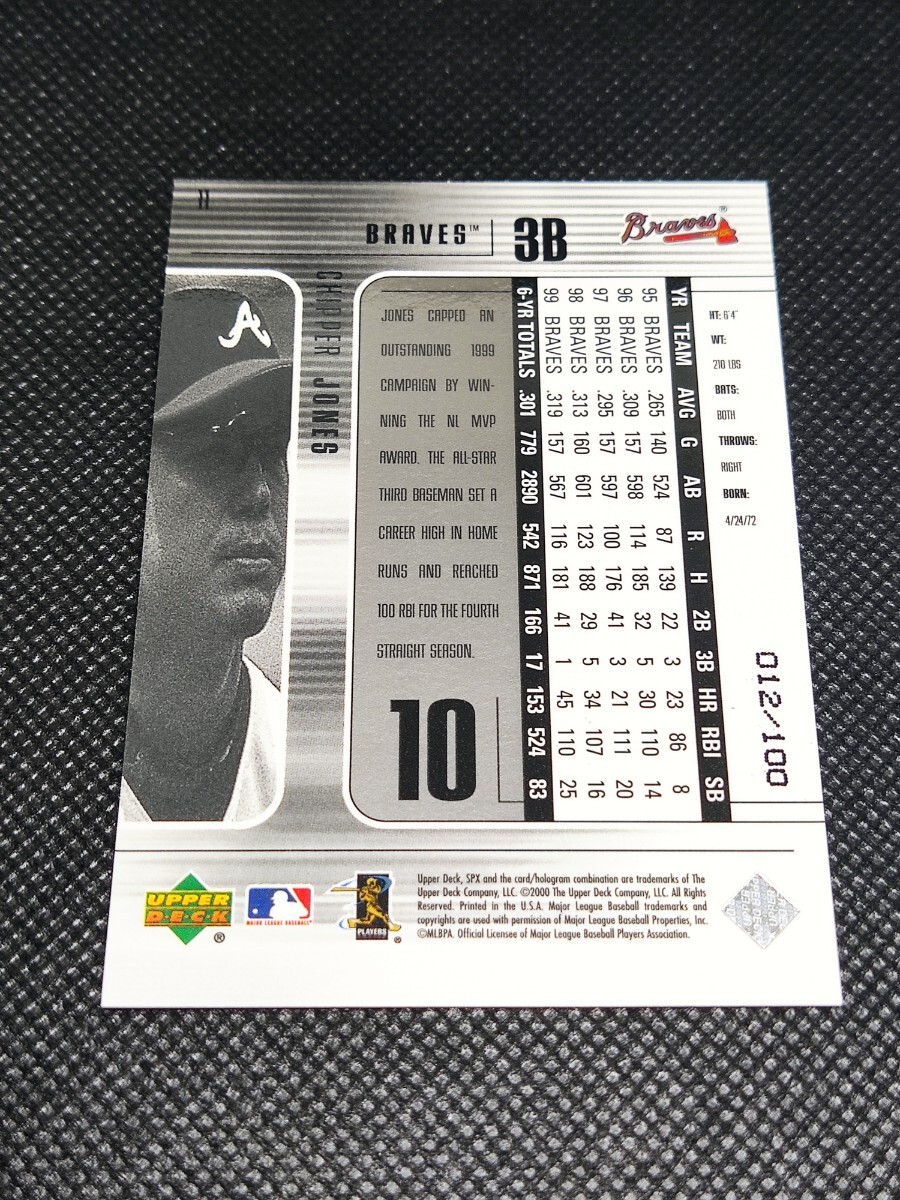 11
BRAVES™ 3B
Braves®
CHIPPER JONES
JONES CAPPED AN
OUTSTANDING 1999
CAMPAIGN BY WIN-
NING THE NL MVP
AWARD. THE ALL-STAR
THIRD BASEMAN SET A
CAREER HIGH IN HOME
RUNS AND REACHED
100 RBI FOR THE FOURTH
STRAIGHT SEASON.
10
HT: 6'4"
WT:
210 LBS
BATS:
BOTH
THROWS:
RIGHT
BORN:
4/24/72
YR TEAM AVG G AB R H 2B 3B HR RBI SB
95 BRAVES .265 140 524 87 139 22 3 23 86 8
96 BRAVES .309 157 598 114 185 32 5 30 110 14
97 BRAVES .295 157 597 100 176 41 3 21 111 20
98 BRAVES .313 160 601 123 188 29 5 34 107 16
99 BRAVES .319 157 567 116 181 41 1 45 110 25
6-YR TOTALS .301 779 2890 542 871 166 17 153 524 83
012/100
A
UPPER
DECK
®
MAJOR LEAGUE BASEBALL®
PLAYERS
®
Upper Deck, SPX and the card/hologram combination are trademarks of The
Upper Deck Company, LLC. ©2000 The Upper Deck Company, LLC. All Rights
Reserved. Printed in the U.S.A. Major League Baseball trademarks and
copyrights are used with permission of Major League Baseball Properties, Inc.
©MLBPA. Official Licensee of Major League Baseball Players Association.